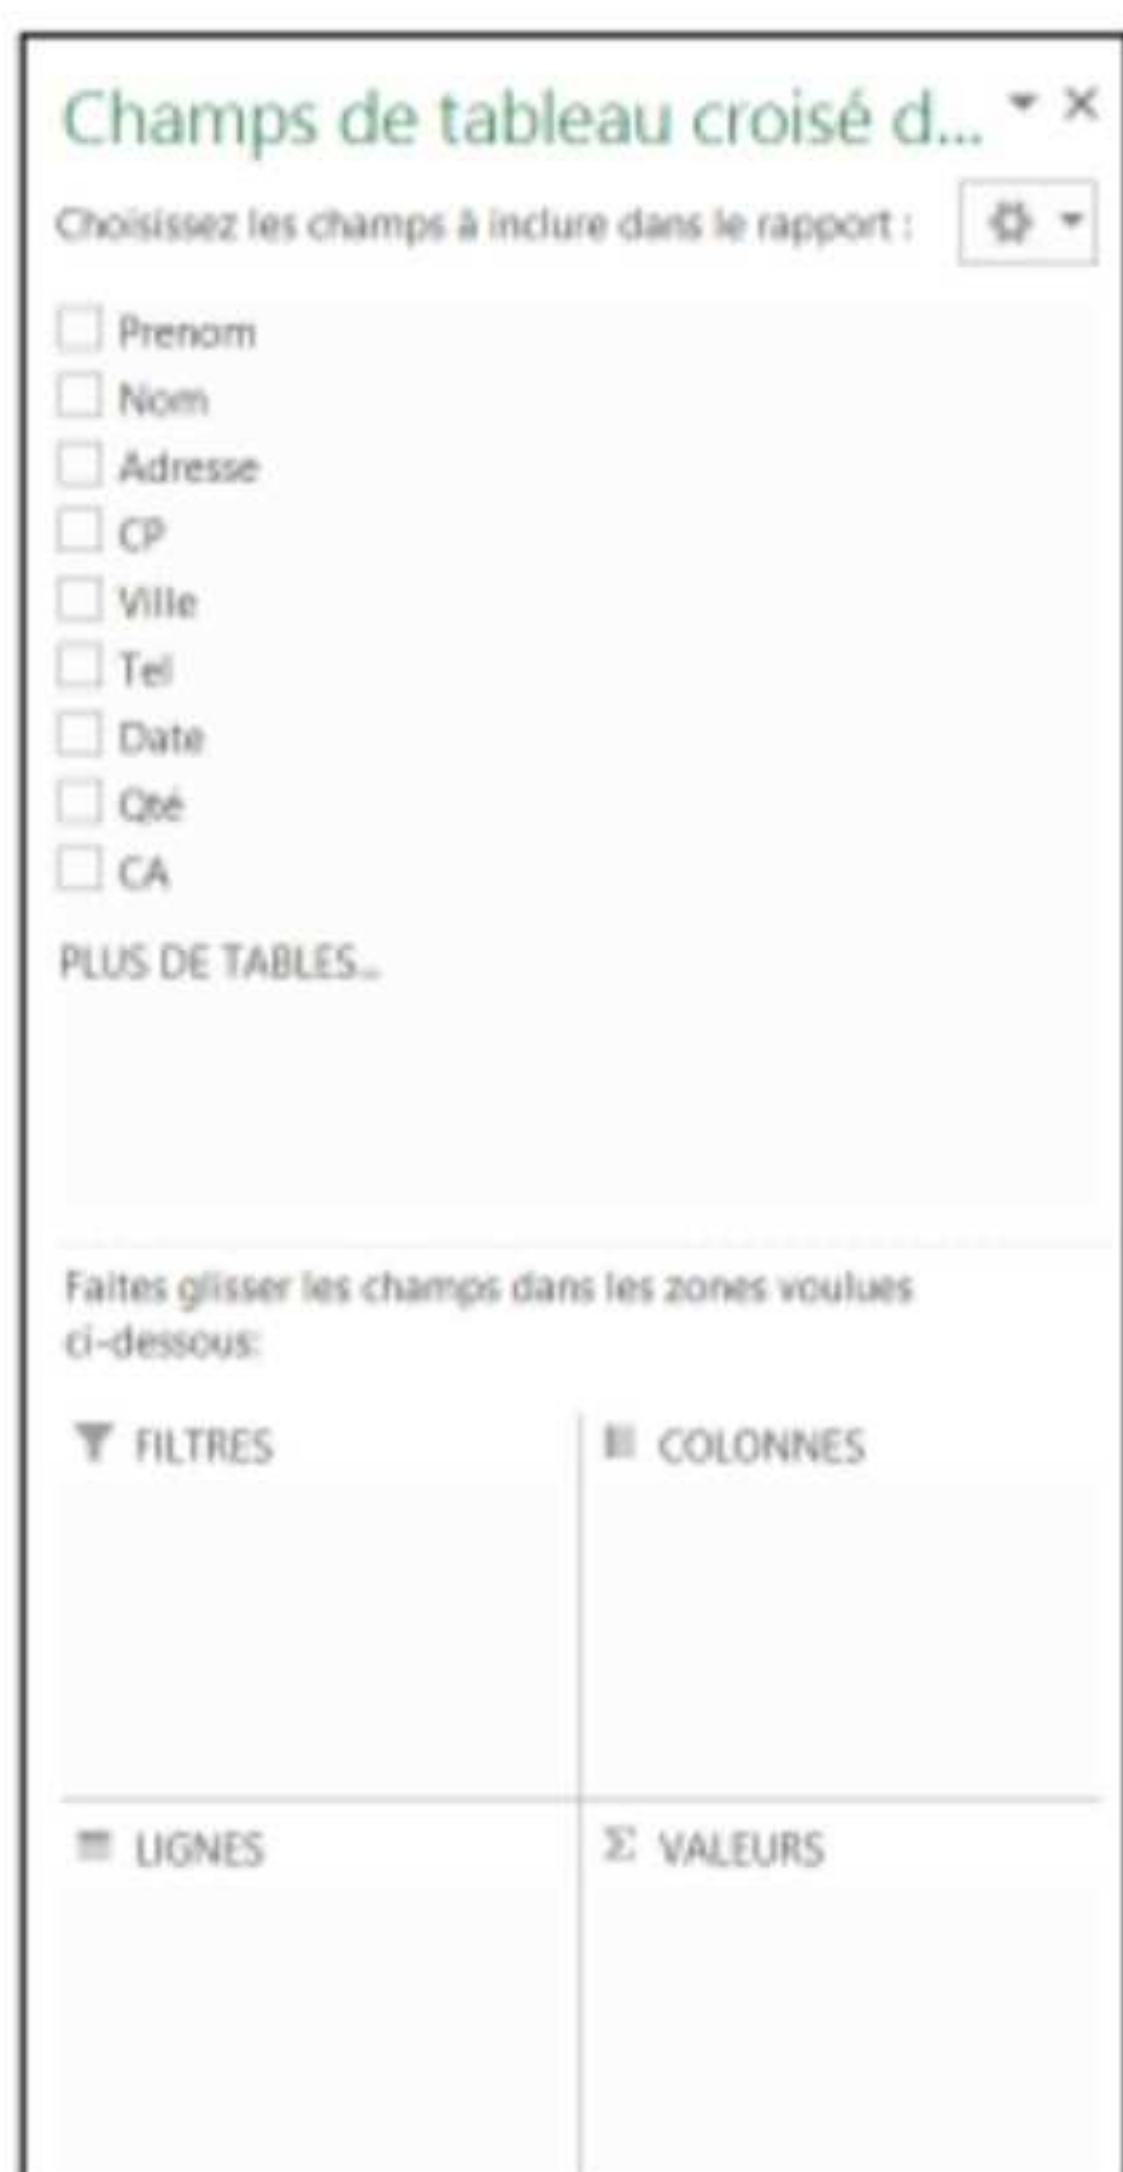 Champs de tableau croisé d...
Choisissez les champs à inclure dans le rapport :
Prenom
Nom
Adresse
CP
Ville
Tel
Date
Qté
CA
PLUS DE TABLES...
Faites glisser les champs dans les zones voulues
ci-dessous:
FILTRES
COLONNES
LIGNES
Σ VALEURS